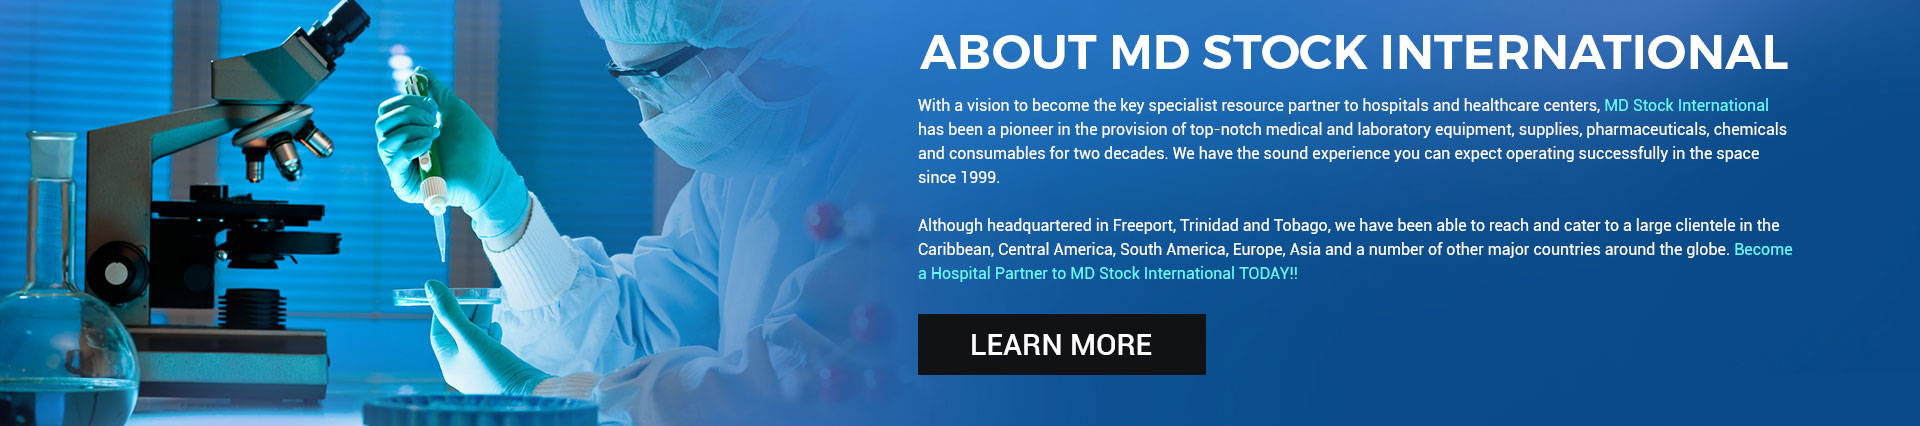 ABOUT MD STOCK INTERNATIONAL
With a vision to become the key specialist resource partner to hospitals and healthcare centers, MD Stock International
has been a pioneer in the provision of top-notch medical and laboratory equipment, supplies, pharmaceuticals, chemicals
and consumables for two decades. We have the sound experience you can expect operating successfully in the space
since 1999.
Although headquartered in Freeport, Trinidad and Tobago, we have been able to reach and cater to a large clientele in the
Caribbean, Central America, South America, Europe, Asia and a number of other major countries around the globe. Become
a Hospital Partner to MD Stock International TODAY!!
LEARN MORE